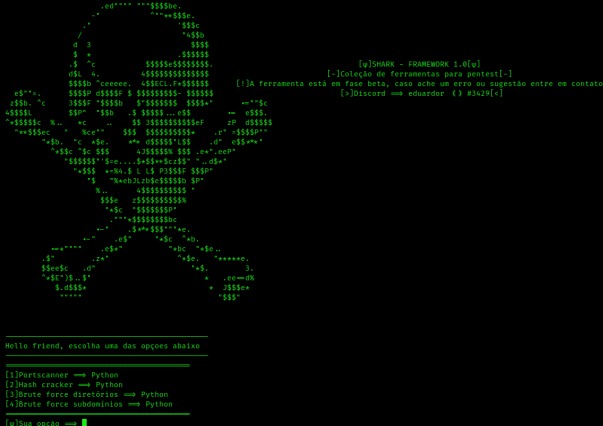 [ψ]SHARK - FRAMEWORK 1.0[ψ]
[~]Coleção de ferramentas para pentest[~]
[!]A ferramenta está em fase beta, caso ache um erro ou sugestão entre em contato
[>]Discord ==> eduardor #3429[<]
Hello friend, escolha uma das opçoes abaixo
[1]Portscanner ==> Python
[2]Hash cracker ==> Python
[3]Brute force diretórios ==> Python
[4]Brute force subdomínios ==> Python
[ψ]Sua opção ==>